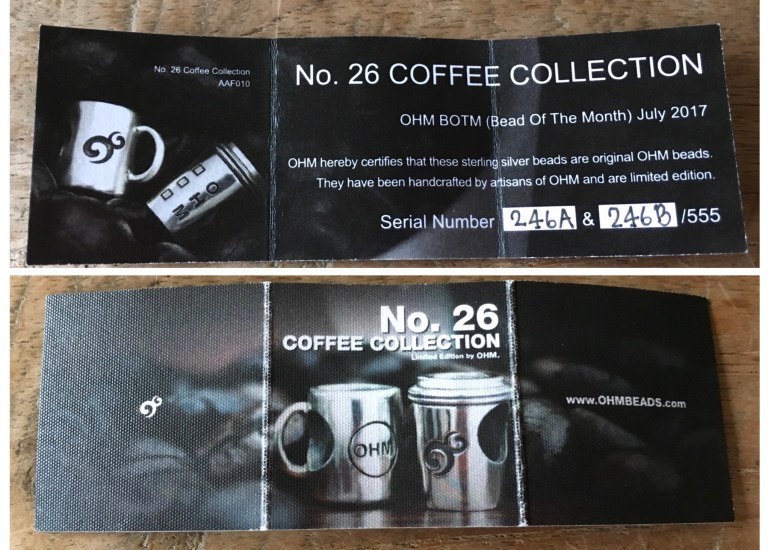 No. 26 Coffee Collection
AAF010
OHM
No. 26 COFFEE COLLECTION
OHM BOTM (Bead Of The Month) July 2017
OHM hereby certifies that these sterling silver beads are original OHM beads.
They have been handcrafted by artisans of OHM and are limited edition.
Serial Number 246A & 246B /555
No. 26
COFFEE COLLECTION
Limited Edition by OHM.
OHM
www.OHMBEADS.com